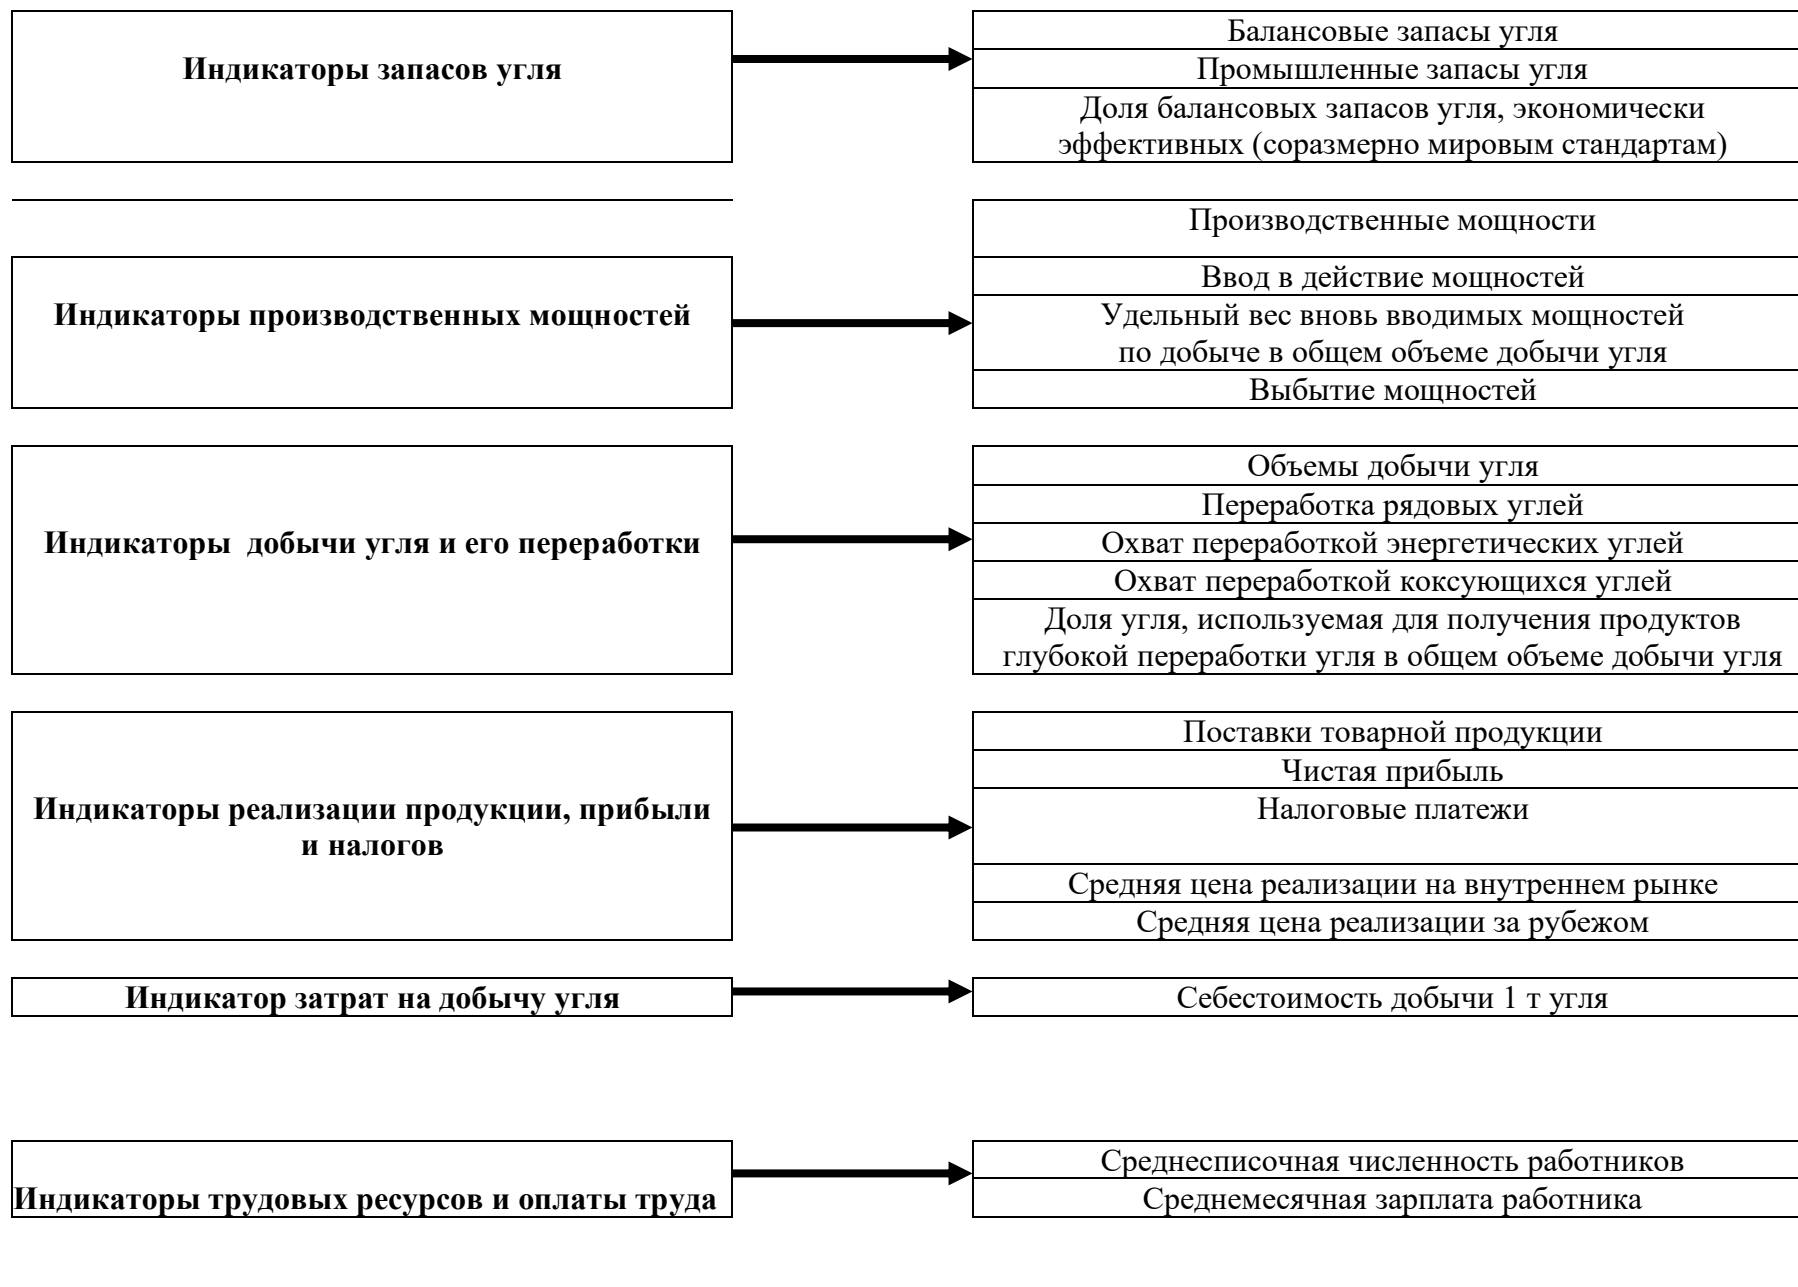 Индикаторы запасов угля
Балансовые запасы угля
Промышленные запасы угля
Доля балансовых запасов угля, экономически
эффективных (соразмерно мировым стандартам)
Индикаторы производственных мощностей
Производственные мощности
Ввод в действие мощностей
Удельный вес вновь вводимых мощностей
по добыче в общем объеме добычи угля
Выбытие мощностей
Индикаторы  добычи угля и его переработки
Объемы добычи угля
Переработка рядовых углей
Охват переработкой энергетических углей
Охват переработкой коксующихся углей
Доля угля, используемая для получения продуктов
глубокой переработки угля в общем объеме добычи угля
Индикаторы реализации продукции, прибыли
и налогов
Поставки товарной продукции
Чистая прибыль
Налоговые платежи
Средняя цена реализации на внутреннем рынке
Средняя цена реализации за рубежом
Индикатор затрат на добычу угля
Себестоимость добычи 1 т угля
Индикаторы трудовых ресурсов и оплаты труда
Среднесписочная численность работников
Среднемесячная зарплата работника